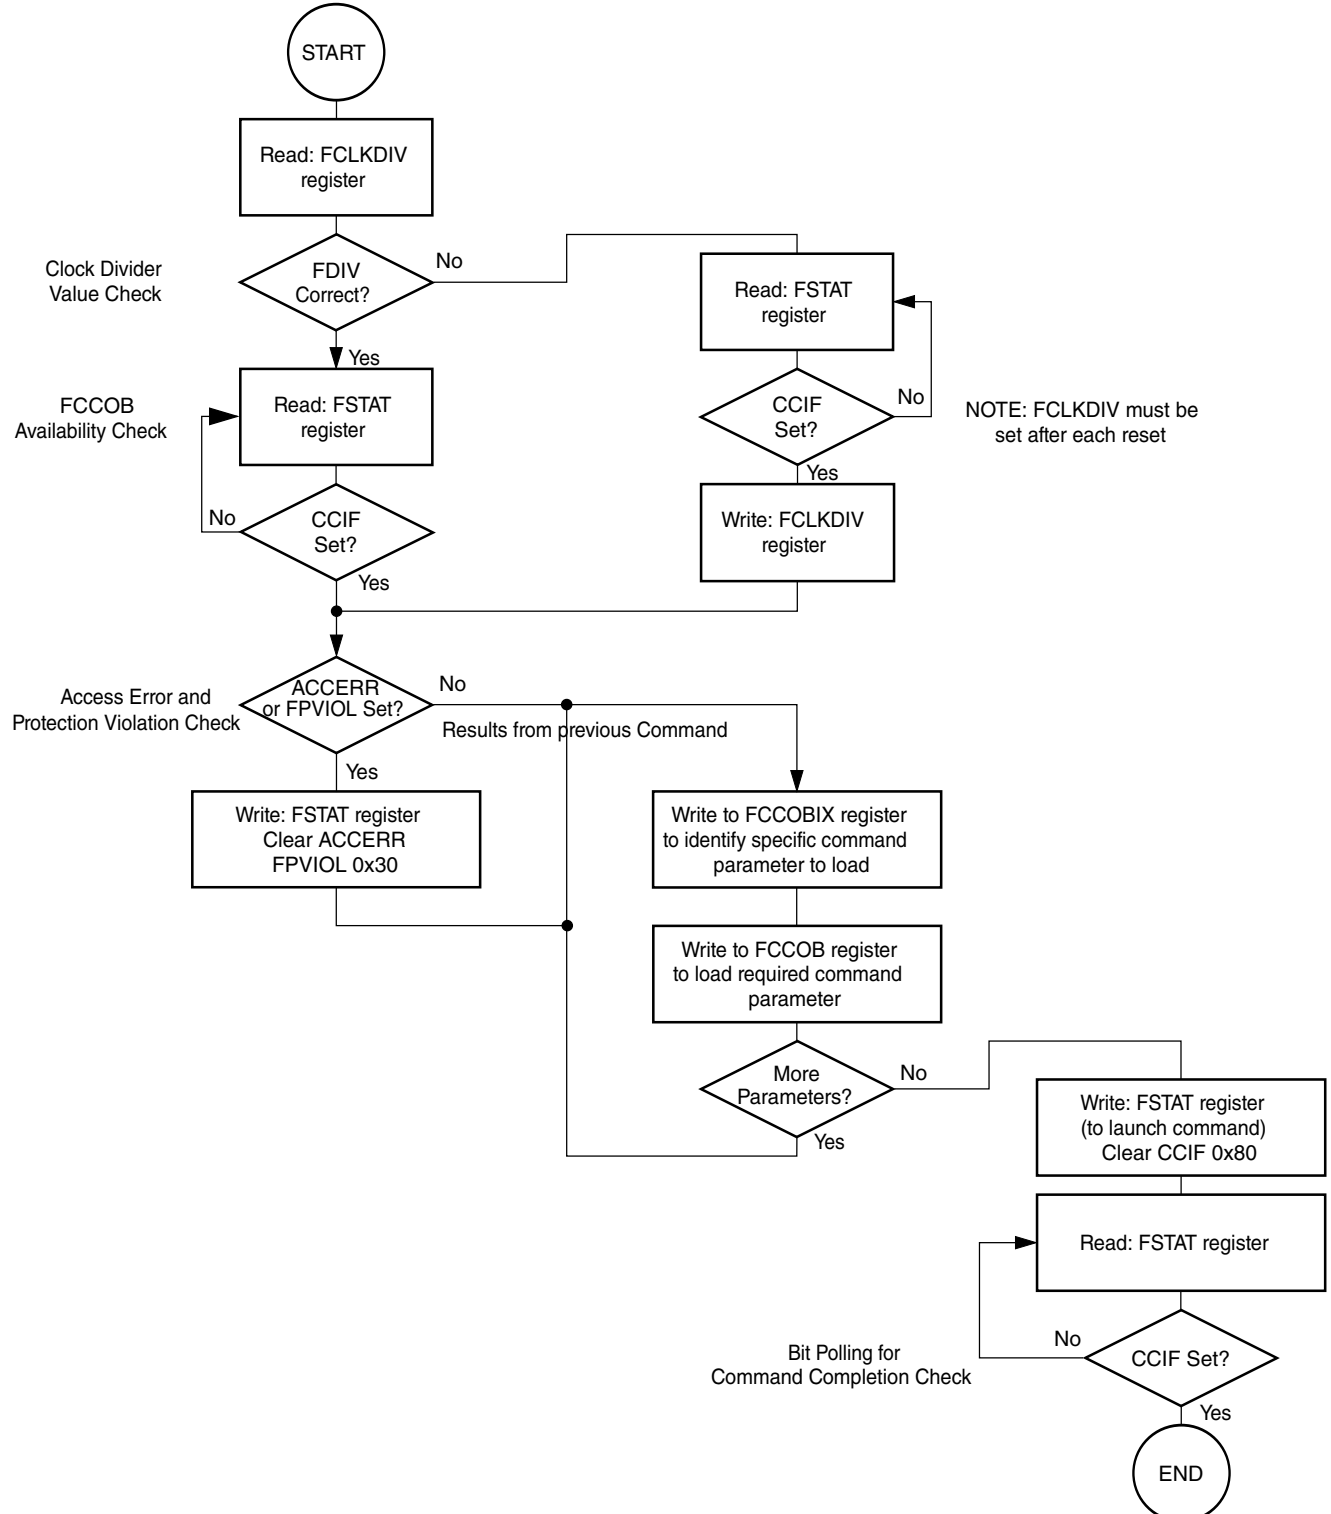 START
Read: FCLKDIV
register
Clock Divider
Value Check
FDIV
Correct?
No
Yes
Read: FSTAT
register
CCIF
Set?
No
Yes
NOTE: FCLKDIV must be
set after each reset
Write: FCLKDIV
register
FCCOB
Availability Check
Read: FSTAT
register
No
CCIF
Set?
Yes
Access Error and
Protection Violation Check
ACCERR
or FPVIOL Set?
No
Results from previous Command
Yes
Write: FSTAT register
Clear ACCERR
FPVIOL 0x30
Write to FCCOBIX register
to identify specific command
parameter to load
Write to FCCOB register
to load required command
parameter
More
Parameters?
No
Yes
Write: FSTAT register
(to launch command)
Clear CCIF 0x80
Read: FSTAT register
Bit Polling for
Command Completion Check
No
CCIF Set?
Yes
END